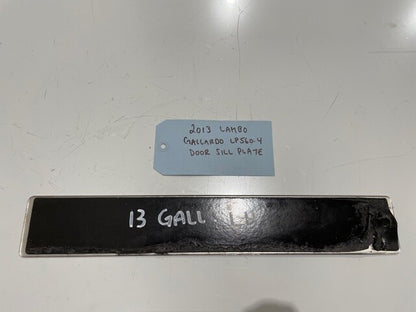 2013 LAMBO
GALLARDO LP560.4
DOOR SILL PLATE
13 GALL